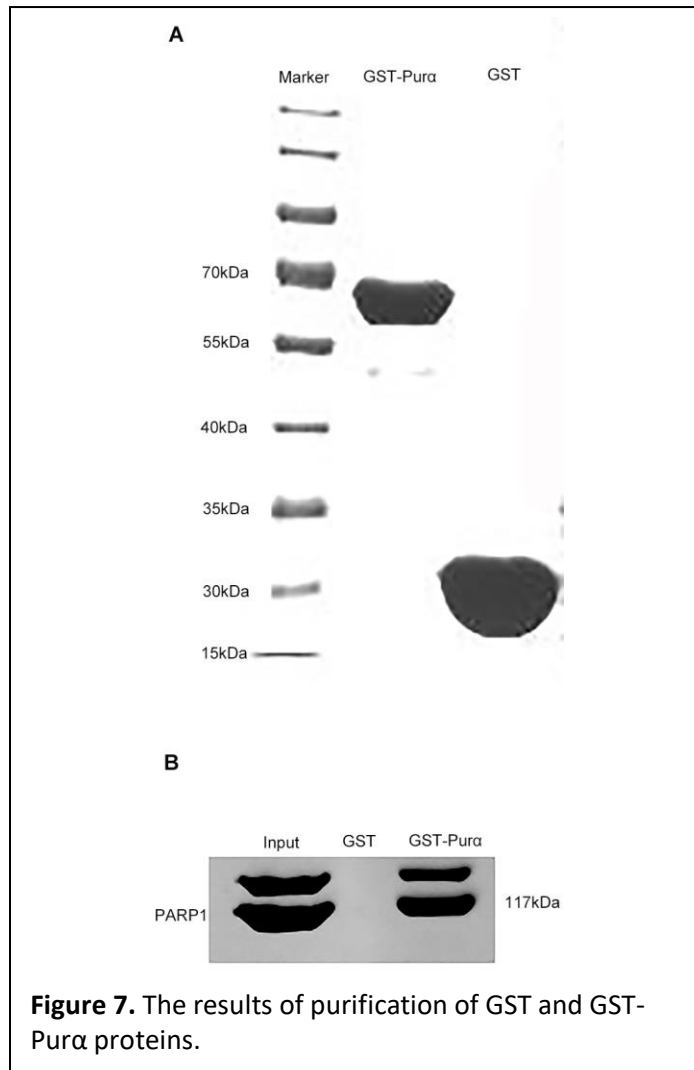 A
Marker GST-Purα GST
70kDa
55kDa
40kDa
35kDa
30kDa
15kDa
B
Input GST GST-Purα
PARP1 117kDa
Figure 7. The results of purification of GST and GST-
Purα proteins.